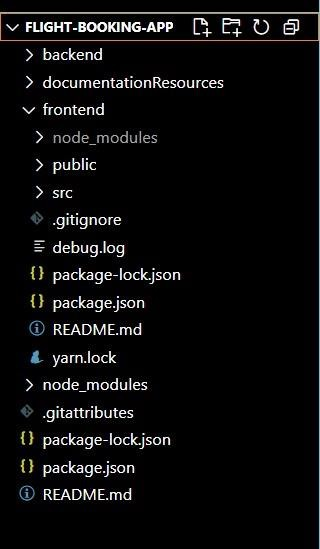 FLIGHT-BOOKING-APP
backend
documentationResources
frontend
node_modules
public
src
.gitignore
debug.log
package-lock.json
package.json
README.md
yarn.lock
node_modules
.gitattributes
package-lock.json
package.json
README.md